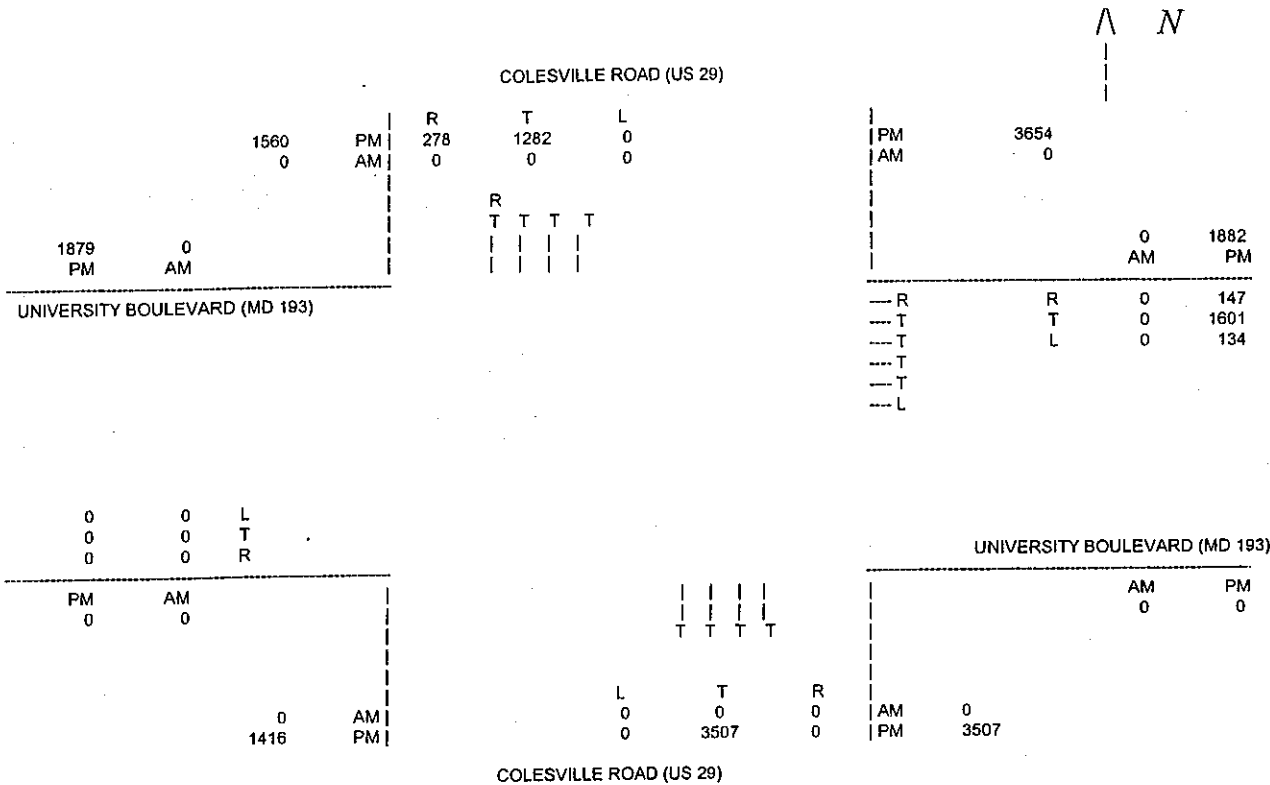 N
COLESVILLE ROAD (US 29)
R T L
1560 PM 278 1282 0 PM 3654
0 AM 0 0 0 AM 0
R
T T T T
1879 0 0 1882
PM AM AM PM
UNIVERSITY BOULEVARD (MD 193)
R R 0 147
T T 0 1601
T L 0 134
T
T
L
0 0 L
0 0 T
0 0 R
UNIVERSITY BOULEVARD (MD 193)
PM AM AM PM
0 0 0 0
T T T T
L T R
0 AM 0 0 0 AM 0
1416 PM 0 3507 0 PM 3507
COLESVILLE ROAD (US 29)